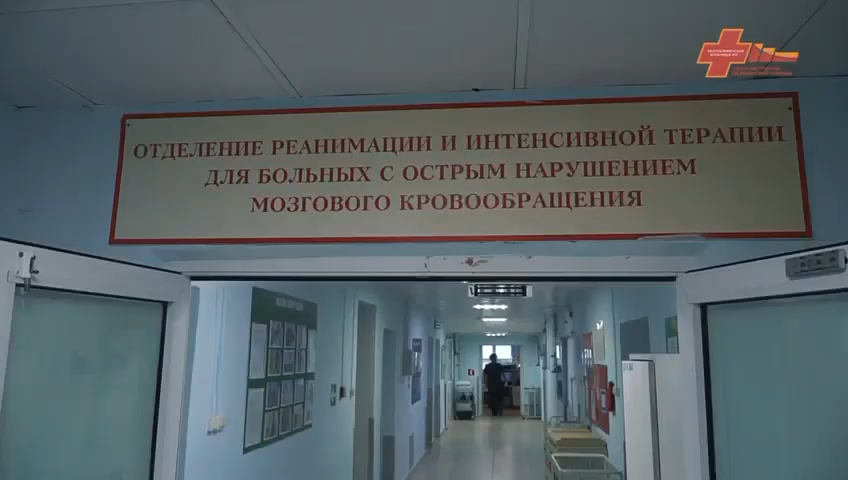 ОТДЕЛЕНИЕ РЕАНИМАЦИИ И ИНТЕНСИВНОЙ ТЕРАПИИ
ДЛЯ БОЛЬНЫХ С ОСТРЫМ НАРУШЕНИЕМ
МОЗГОВОГО КРОВООБРАЩЕНИЯ